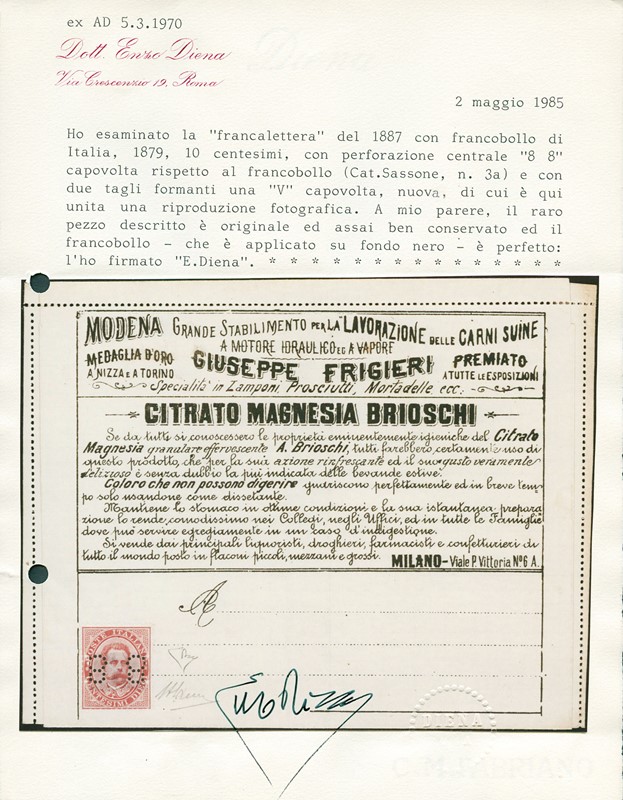 ex AD 5.3.1970
Dott. Enzo Diena
Via Crescenzio 19, Roma
2 maggio 1985
Ho esaminato la "francalettera" del 1887 con francobollo di
Italia, 1879, 10 centesimi, con perforazione centrale "8 8"
capovolta rispetto al francobollo (Cat.Sassone, n. 3a) e con
due tagli formanti una "V" capovolta, nuova, di cui è qui
unita una riproduzione fotografica. A mio parere, il raro
pezzo descritto è originale ed assai ben conservato ed il
francobollo - che è applicato su fondo nero - è perfetto:
l'ho firmato "E.Diena". * * * * * * * * * * * * * * *
MODENA GRANDE STABILIMENTO PER LA LAVORAZIONE DELLE CARNI SUINE
A MOTORE IDRAULICO ED A VAPORE
MEDAGLIA D'ORO GIUSEPPE FRIGIERI PREMIATO
A NIZZA E A TORINO A TUTTE LE ESPOSIZIONI
Specialità in Zamponi, Prosciutti, Mortadelle ecc.
CITRATO MAGNESIA BRIOSCHI
Se da tutti si conoscessero le proprietà eminentemente igieniche del Citrato
Magnesia granulare effervescente A. Brioschi, tutti farebbero certamente uso di
questo prodotto, che per la sua azione rinfrescante ed il suo gusto veramente
delizioso è senza dubbio la più indicata delle bevande estive.
Coloro che non possono digerire guariscono perfettamente ed in breve tem-
po solo usandone come dissetante.
Mantiene lo stomaco in ottime condizioni e la sua istantanea prepara
zione lo rende comodissimo nei Collegi, negli Uffici, ed in tutte le Famiglie
dove può servire egregiamente in un caso d'indigestione.
Si vende dai principali liquoristi, droghieri, farmacisti e confetturieri di
tutto il mondo posto in flaconi piccoli, mezzani e grossi. MILANO - Viale P. Vittoria Nº 6 A.
A
POSTE ITALIANE
CENTESIMI DIECI
DIENA
C.M. FABRIANO